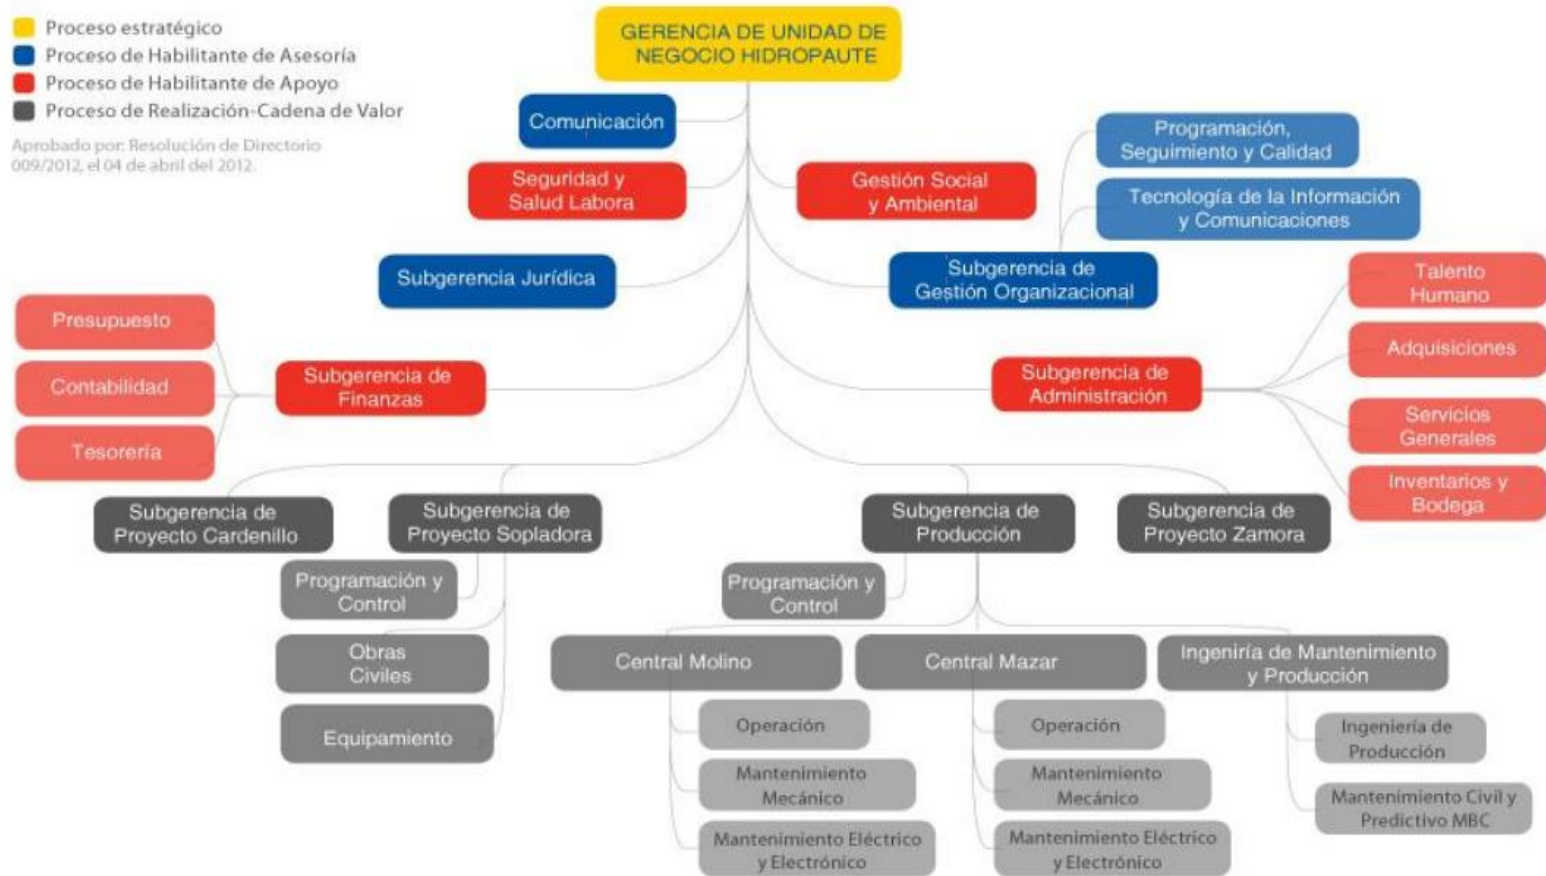 Proceso estratégico
Proceso de Habilitante de Asesoría
Proceso de Habilitante de Apoyo
Proceso de Realización-Cadena de Valor
Aprobado por: Resolución de Directorio
009/2012, el 04 de abril del 2012.
GERENCIA DE UNIDAD DE
NEGOCIO HIDROPAUTE
Comunicación
Seguridad y
Salud Labora
Gestión Social
y Ambiental
Programación,
Seguimiento y Calidad
Tecnología de la Información
y Comunicaciones
Subgerencia Jurídica
Subgerencia de
Gestión Organizacional
Presupuesto
Contabilidad
Tesorería
Subgerencia de
Finanzas
Subgerencia de
Administración
Talento
Humano
Adquisiciones
Servicios
Generales
Inventarios y
Bodega
Subgerencia de
Proyecto Cardenillo
Subgerencia de
Proyecto Sopladora
Subgerencia de
Producción
Subgerencia de
Proyecto Zamora
Programación y
Control
Obras
Civiles
Equipamiento
Programación y
Control
Central Molino
Central Mazar
Ingeniría de Mantenimiento
y Producción
Operación
Mantenimiento
Mecánico
Mantenimiento Eléctrico
y Electrónico
Operación
Mantenimiento
Mecánico
Mantenimiento Eléctrico
y Electrónico
Ingeniería de
Producción
Mantenimiento Civil y
Predictivo MBC